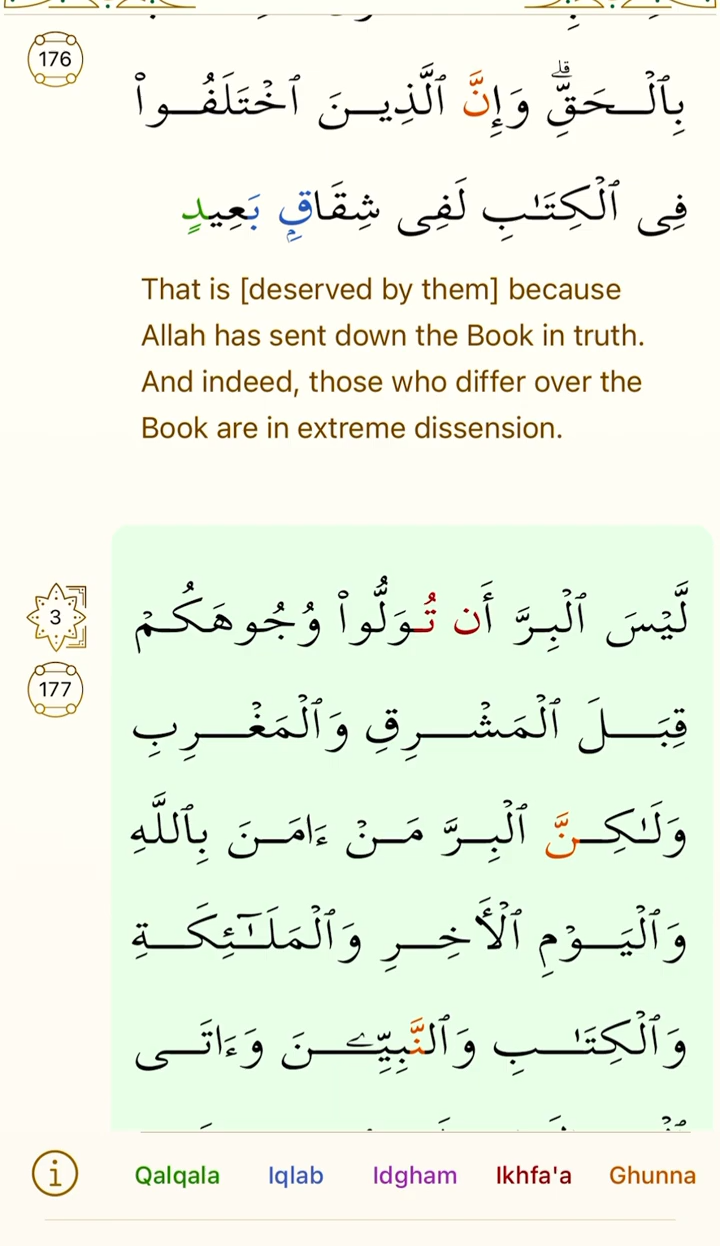 176
بِٱلْحَقِّ ۗ وَإِنَّ ٱلَّذِينَ ٱخْتَلَفُوا۟
فِى ٱلْكِتَـٰبِ لَفِى شِقَاقٍۭ بَعِيدٍ
That is [deserved by them] because
Allah has sent down the Book in truth.
And indeed, those who differ over the
Book are in extreme dissension.
3
177
لَّيْسَ ٱلْبِرَّ أَن تُوَلُّوا۟ وُجُوهَكُمْ
قِبَلَ ٱلْمَشْرِقِ وَٱلْمَغْرِبِ
وَلَـٰكِنَّ ٱلْبِرَّ مَنْ ءَامَنَ بِٱللَّهِ
وَٱلْيَوْمِ ٱلْأَخِرِ وَٱلْمَلَـٰٓئِكَةِ
وَٱلْكِتَـٰبِ وَٱلنَّبِيِّـۧنَ وَءَاتَى
Qalqala Iqlab Idgham Ikhfa'a Ghunna